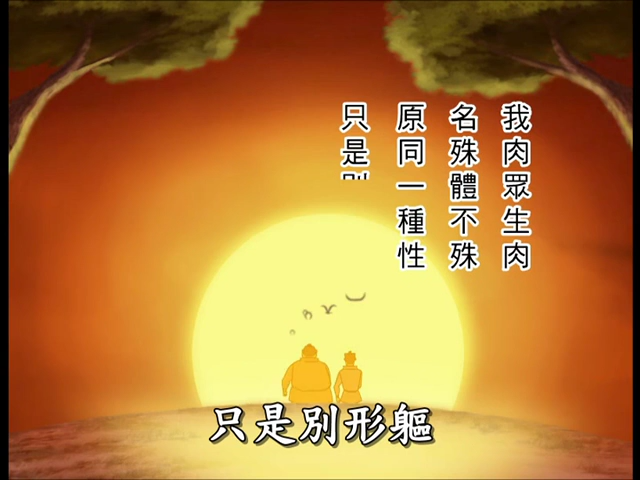 我肉眾生肉
名殊體不殊
原同一種性
只是別
只是別形軀